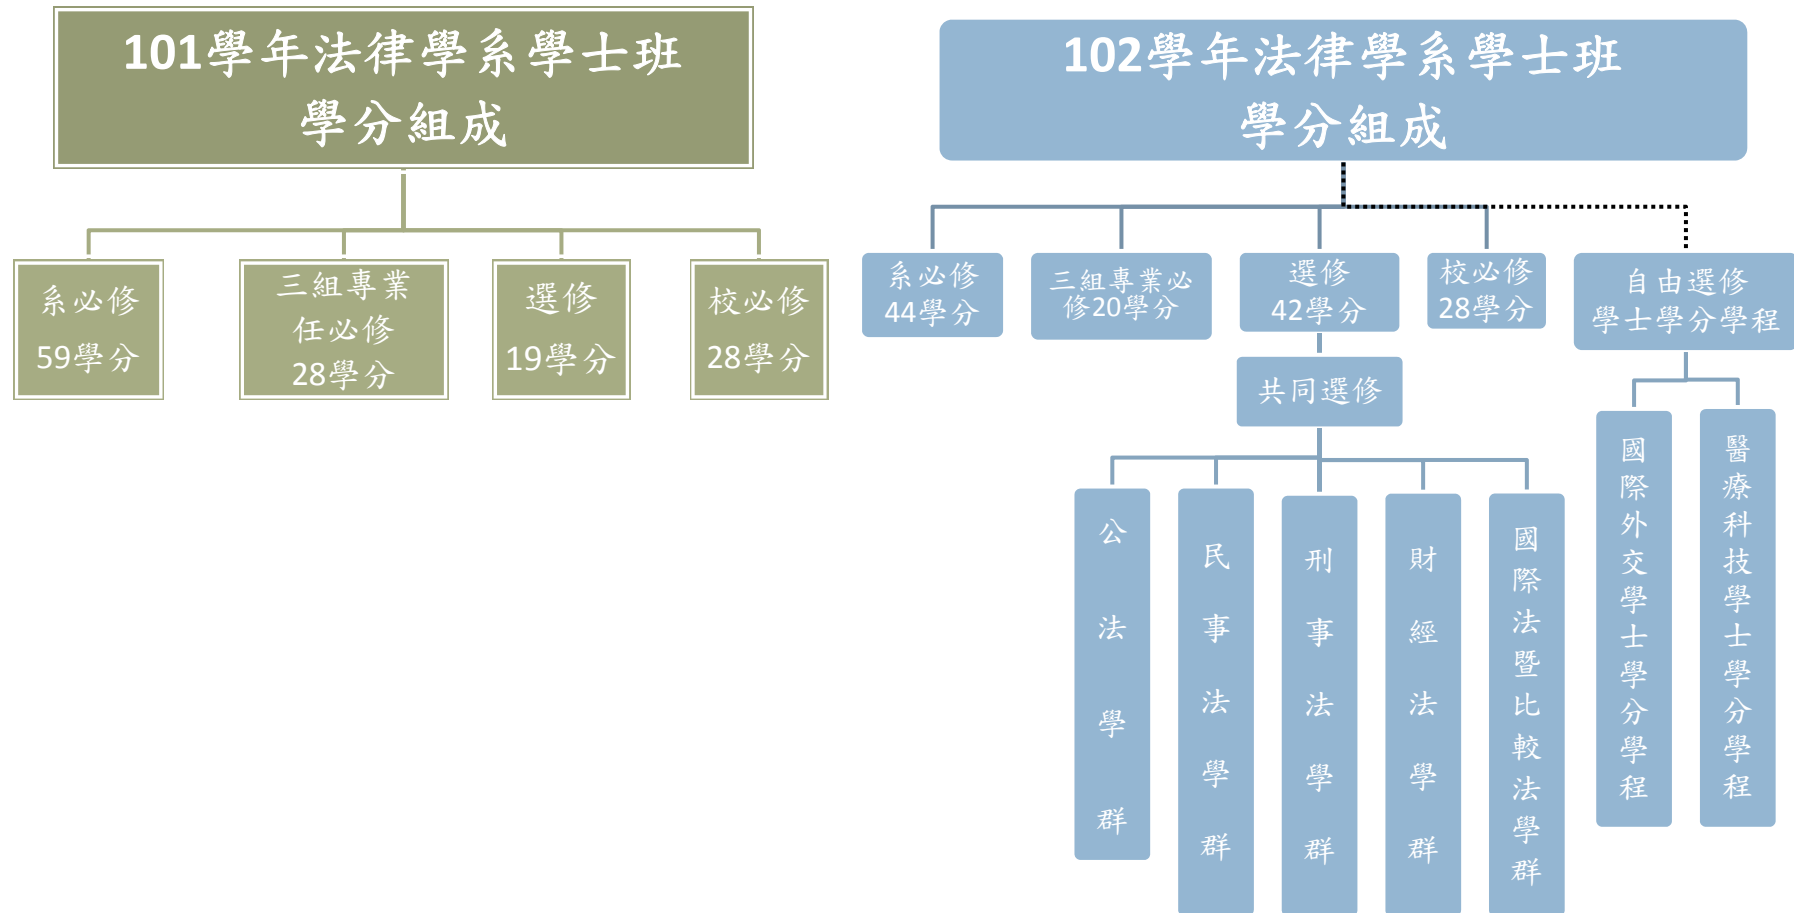 101學年法律學系學士班
學分組成
系必修
59學分
三組專業
任必修
28學分
選修
19學分
校必修
28學分
102學年法律學系學士班
學分組成
系必修
44學分
三組專業必
修20學分
選修
42學分
校必修
28學分
自由選修
學士學分學程
共同選修
公法學群
民事法學群
刑事法學群
財經法學群
國際法暨比較法學群
國際外交學士學分學程
醫療科技學士學分學程